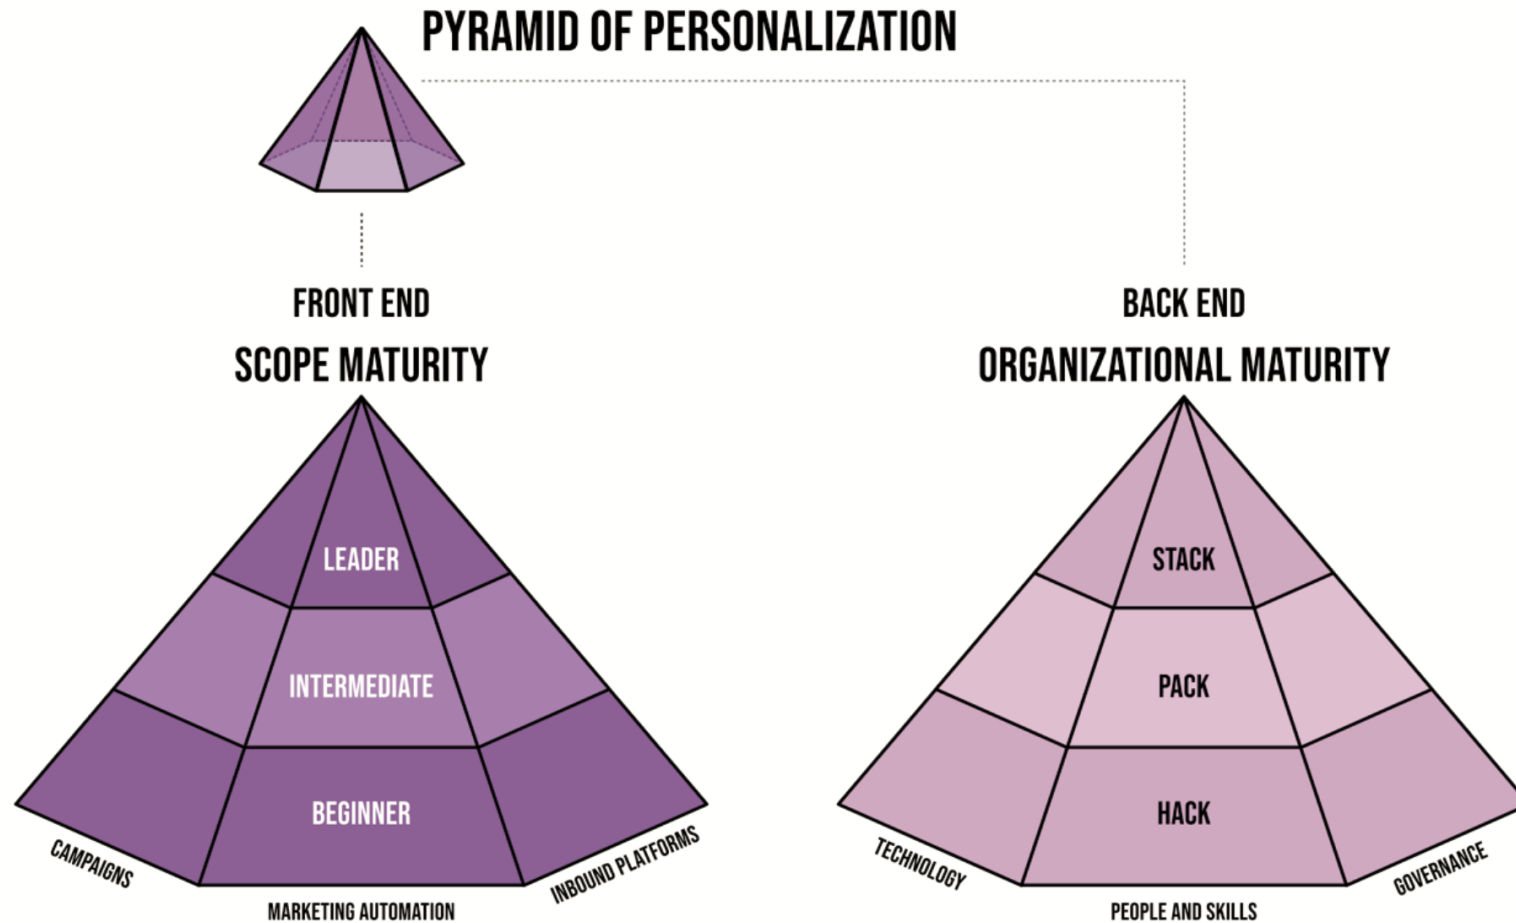 PYRAMID OF PERSONALIZATION
FRONT END
SCOPE MATURITY
LEADER
INTERMEDIATE
BEGINNER
CAMPAIGNS
MARKETING AUTOMATION
INBOUND PLATFORMS
BACK END
ORGANIZATIONAL MATURITY
STACK
PACK
HACK
TECHNOLOGY
PEOPLE AND SKILLS
GOVERNANCE